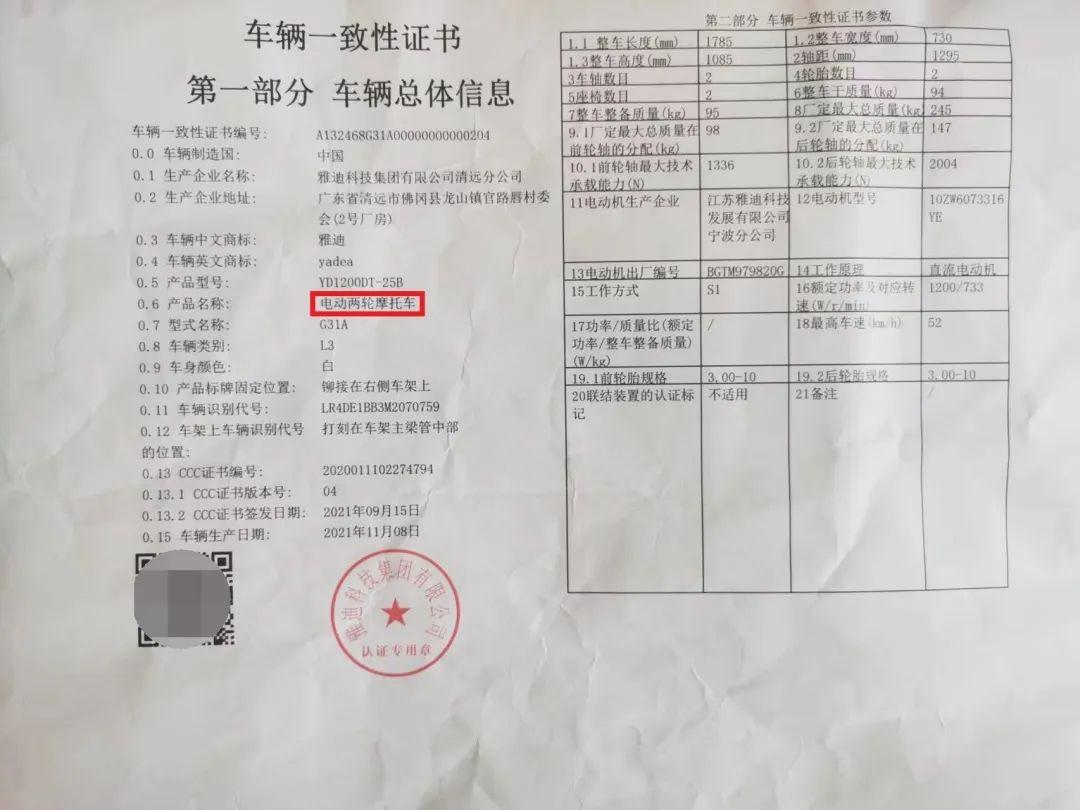 车辆一致性证书
第一部分 车辆总体信息
车辆一致性证书编号: A132468G31A00000000000204
0.0 车辆制造国: 中国
0.1 生产企业名称: 雅迪科技集团有限公司清远分公司
0.2 生产企业地址: 广东省清远市佛冈县龙山镇官路唇村委
会(2号厂房)
0.3 车辆中文商标: 雅迪
0.4 车辆英文商标: yadea
0.5 产品型号: YD1200DT-25B
0.6 产品名称: 电动两轮摩托车
0.7 型式名称: G31A
0.8 车辆类别: L3
0.9 车身颜色: 白
0.10 产品标牌固定位置: 铆接在右侧车架上
0.11 车辆识别代号: LR4DE1BB3M2070759
0.12 车架上车辆识别代号 打刻在车架主梁管中部
的位置:
0.13 CCC证书编号: 2020011102274794
0.13.1 CCC证书版本号: 04
0.13.2 CCC证书签发日期: 2021年09月15日
0.15 车辆生产日期: 2021年11月08日
雅迪科技集团有限公司
认证专用章
第二部分 车辆一致性证书参数
1.1 整车长度(mm) 1785 1.2整车宽度(mm) 730
1.3整车高度(mm) 1085 2轴距(mm) 1295
3车轴数目 2 4轮胎数目 2
5座椅数目 2 6整车干质量(kg) 94
7整车整备质量(kg) 95 8厂定最大总质量(kg) 245
9.1厂定最大总质量在 98 9.2厂定最大总质量在 147
前轮轴的分配(kg) 后轮轴的分配(kg)
10.1前轮轴最大技术 1336 10.2后轮轴最大技术 2004
承载能力(N) 承载能力(N)
11电动机生产企业 江苏雅迪科技 12电动机型号 10ZW6073316
发展有限公司 YE
宁波分公司
13电动机出厂编号 BGTM979820G 14工作原理 直流电动机
15工作方式 S1 16额定功率及对应转 1200/733
速(W/r/min)
17功率/质量比(额定 / 18最高车速(km/h) 52
功率/整车整备质量)
(W/kg)
19.1前轮胎规格 3.00-10 19.2后轮胎规格 3.00-10
20联结装置的认证标 不适用 21备注 /
记